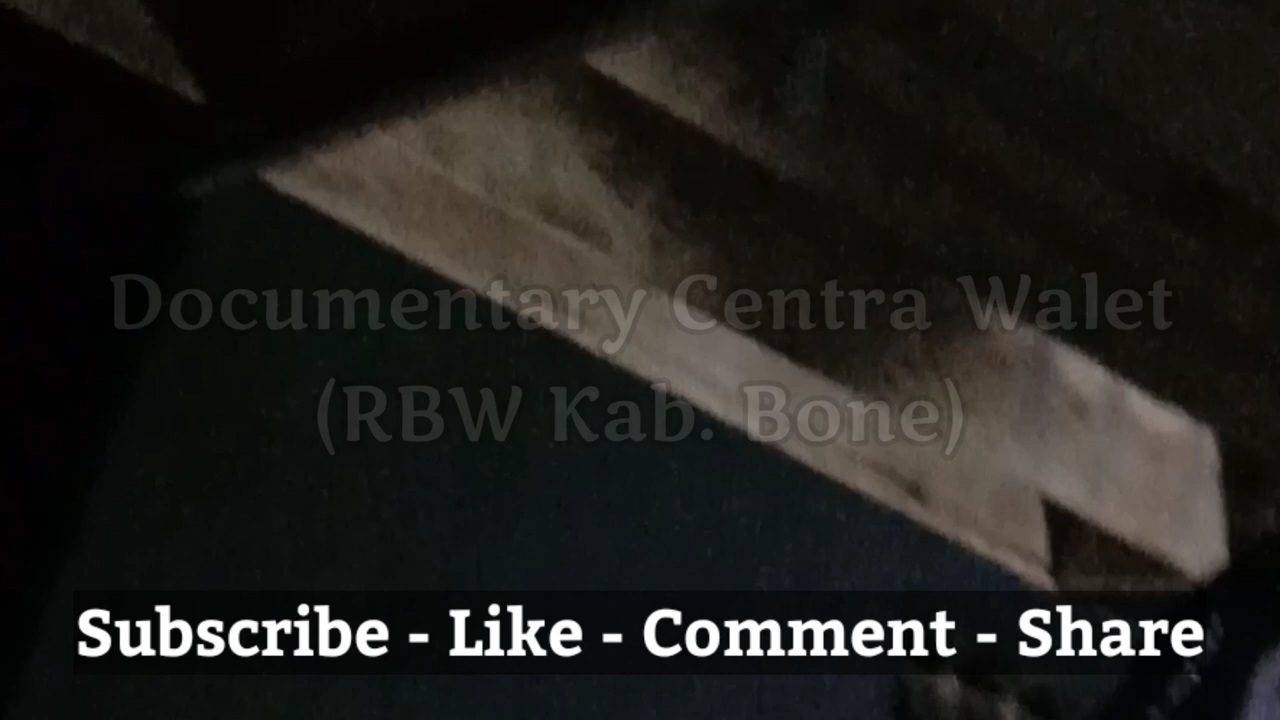 Documentary Centra Walet
(RBW Kab. Bone)
Subscribe - Like - Comment - Share